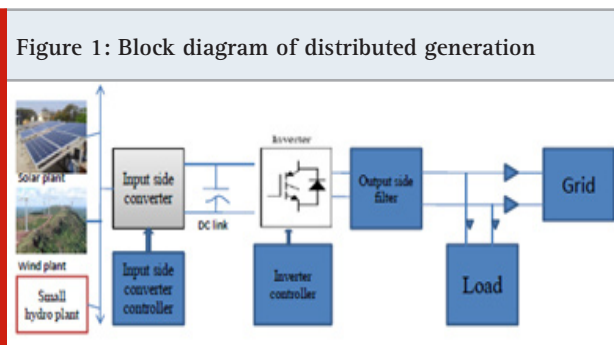 Figure 1: Block diagram of distributed generation
Solar plant
Wind plant
Small
hydro plant
Input side
converter
Input side
converter
controller
DC link
Inverter
Inverter
controller
Output side
filter
Load
Grid